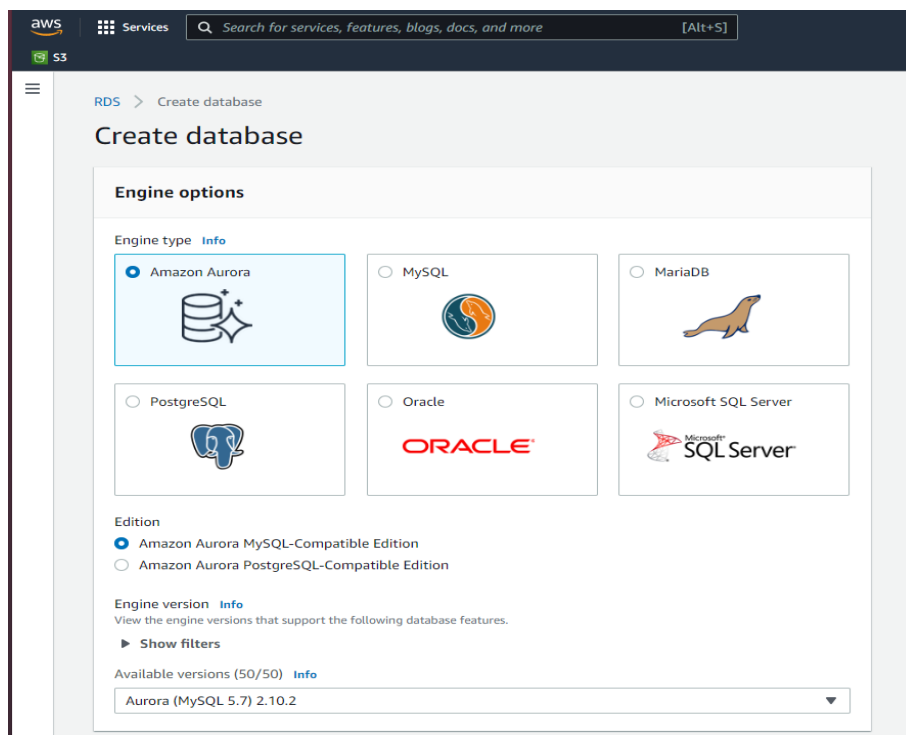 aws Services Search for services, features, blogs, docs, and more [Alt+S]
S3
RDS > Create database
Create database
Engine options
Engine type Info
Amazon Aurora MySQL MariaDB
PostgreSQL Oracle Microsoft SQL Server
ORACLE Microsoft SQL Server
Edition
Amazon Aurora MySQL-Compatible Edition
Amazon Aurora PostgreSQL-Compatible Edition
Engine version Info
View the engine versions that support the following database features.
Show filters
Available versions (50/50) Info
Aurora (MySQL 5.7) 2.10.2